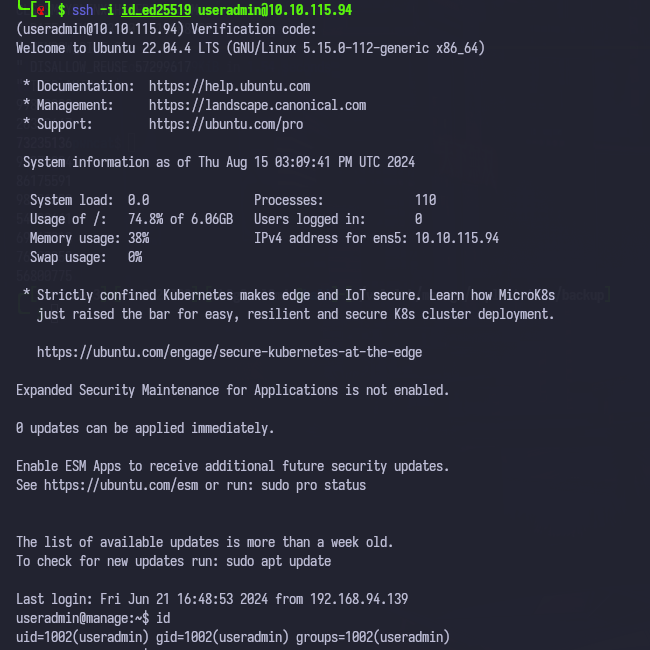 └─[☢] $ ssh -i id_ed25519 useradmin@10.10.115.94
(useradmin@10.10.115.94) Verification code:
Welcome to Ubuntu 22.04.4 LTS (GNU/Linux 5.15.0-112-generic x86_64)
* Documentation:  https://help.ubuntu.com
* Management:     https://landscape.canonical.com
* Support:        https://ubuntu.com/pro
System information as of Thu Aug 15 03:09:41 PM UTC 2024
System load:  0.0               Processes:             110
Usage of /:   74.8% of 6.06GB   Users logged in:       0
Memory usage: 38%               IPv4 address for ens5: 10.10.115.94
Swap usage:   0%
* Strictly confined Kubernetes makes edge and IoT secure. Learn how MicroK8s
just raised the bar for easy, resilient and secure K8s cluster deployment.
https://ubuntu.com/engage/secure-kubernetes-at-the-edge
Expanded Security Maintenance for Applications is not enabled.
0 updates can be applied immediately.
Enable ESM Apps to receive additional future security updates.
See https://ubuntu.com/esm or run: sudo pro status
The list of available updates is more than a week old.
To check for new updates run: sudo apt update
Last login: Fri Jun 21 16:48:53 2024 from 192.168.94.139
useradmin@manage:~$ id
uid=1002(useradmin) gid=1002(useradmin) groups=1002(useradmin)